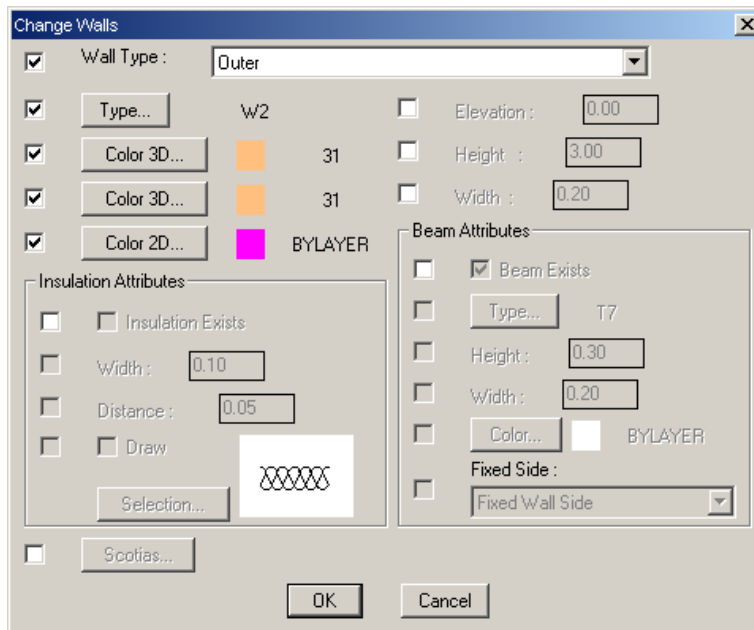 Change Walls
Wall Type :
Outer
Type...
W2
Color 3D...
31
Color 3D...
31
Color 2D...
BYLAYER
Elevation :
0.00
Height :
3.00
Width :
0.20
Insulation Attributes
Insulation Exists
Width :
0.10
Distance :
0.05
Draw
Selection...
Beam Attributes
Beam Exists
Type...
T7
Height :
0.30
Width :
0.20
Color...
BYLAYER
Fixed Side :
Fixed Wall Side
Scotias...
OK
Cancel